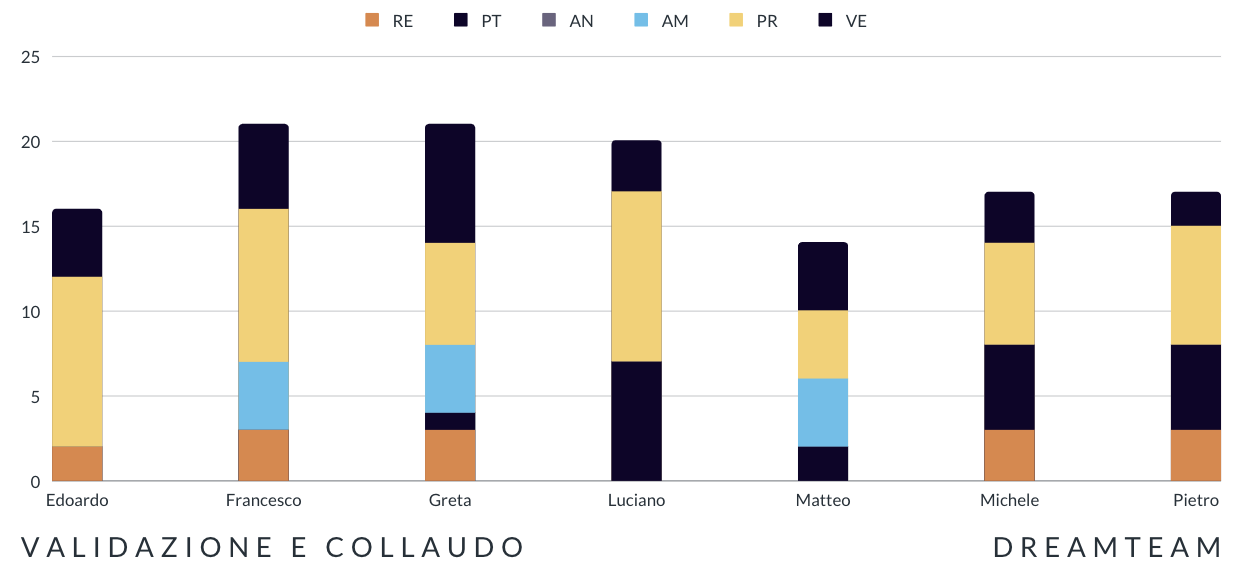 RE PT AN AM PR VE
25
20
15
10
5
0
Edoardo Francesco Greta Luciano Matteo Michele Pietro
VALIDAZIONE E COLLAUDO DREAMTEAM